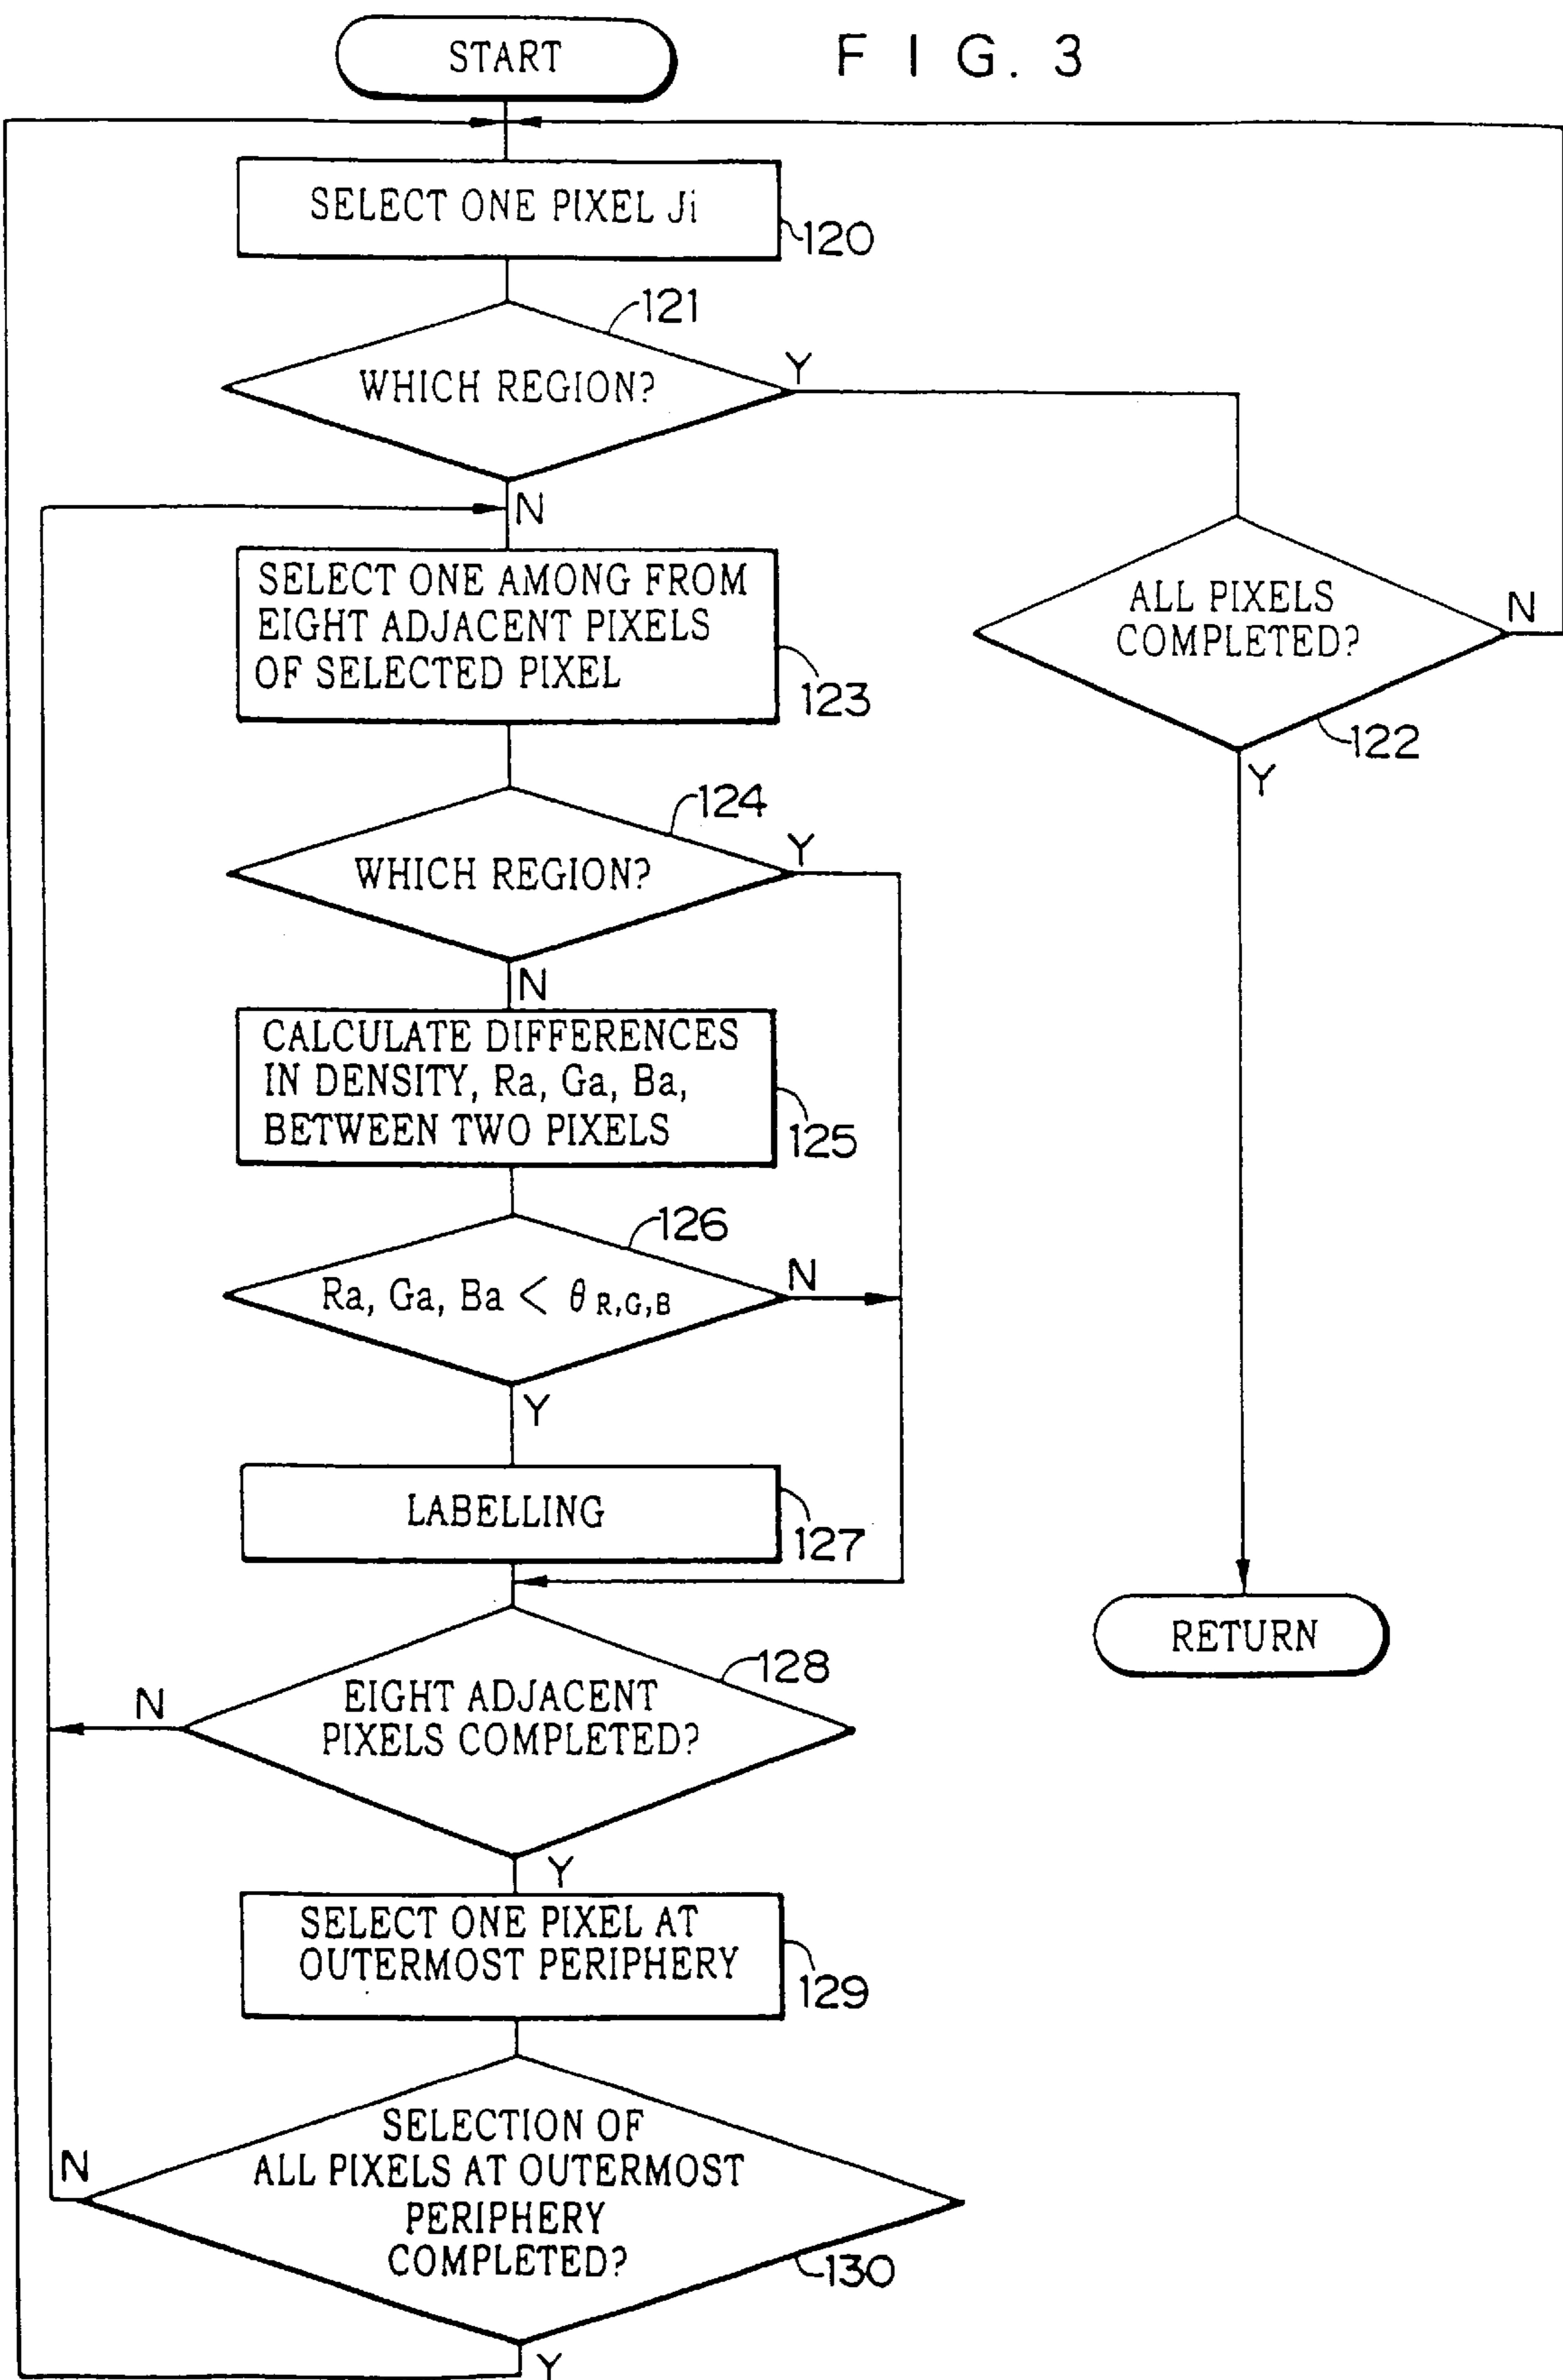 START
F I G. 3
SELECT ONE PIXEL Ji
120
121
WHICH REGION?
Y
N
SELECT ONE AMONG FROM
EIGHT ADJACENT PIXELS
OF SELECTED PIXEL
123
ALL PIXELS
COMPLETED?
N
122
Y
124
WHICH REGION?
Y
N
CALCULATE DIFFERENCES
IN DENSITY, Ra, Ga, Ba,
BETWEEN TWO PIXELS
125
126
Ra, Ga, Ba < θ R,G,B
N
Y
LABELLING
127
RETURN
128
EIGHT ADJACENT
PIXELS COMPLETED?
N
Y
SELECT ONE PIXEL AT
OUTERMOST PERIPHERY
129
SELECTION OF
ALL PIXELS AT OUTERMOST
PERIPHERY
COMPLETED?
N
130
Y